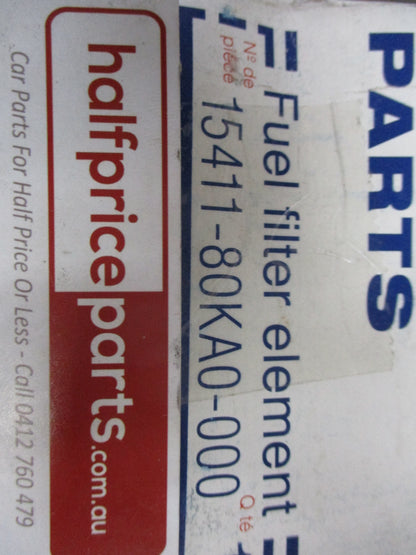 PARTS
Fuel filter element
N° de
pièce
15411-80KA0-000
Q té
halfpriceparts.com.au
Car Parts For Half Price Or Less - Call 0412 760 479